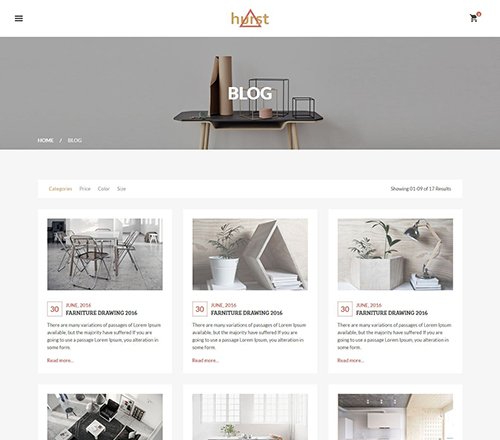 hurst
0
BLOG
HOME / BLOG
Categories Price Color Size
Showing 01-09 of 17 Results
30
JUNE, 2016
FARNITURE DRAWING 2016
There are many variations of passages of Lorem Ipsum
available, but the majority have suffered If you are
going to use a passage Lorem Ipsum, you alteration in
some form.
Read more...
30
JUNE, 2016
FARNITURE DRAWING 2016
There are many variations of passages of Lorem Ipsum
available, but the majority have suffered If you are
going to use a passage Lorem Ipsum, you alteration in
some form.
Read more...
30
JUNE, 2016
FARNITURE DRAWING 2016
There are many variations of passages of Lorem Ipsum
available, but the majority have suffered If you are
going to use a passage Lorem Ipsum, you alteration in
some form.
Read more...